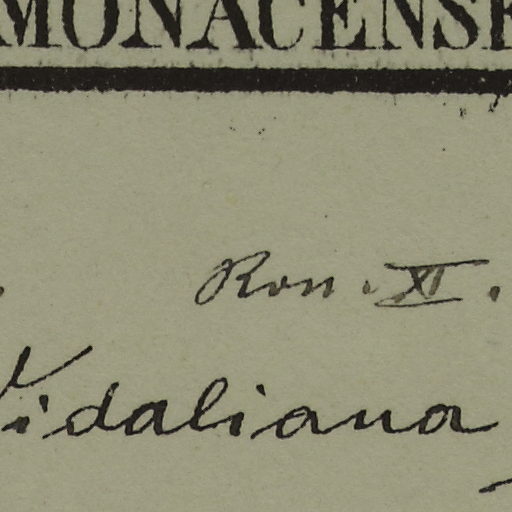 MONACENSE
Ron. XI.
Vidaliana